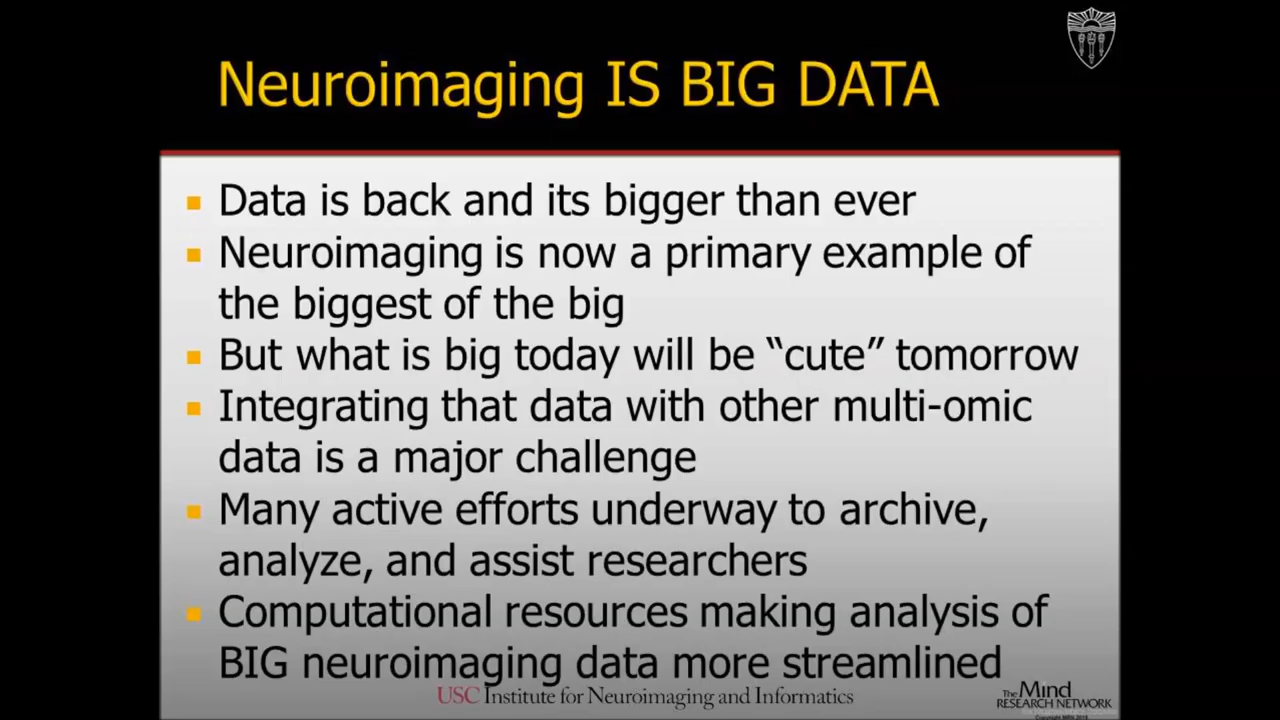 Neuroimaging IS BIG DATA
Data is back and its bigger than ever
Neuroimaging is now a primary example of
the biggest of the big
But what is big today will be “cute” tomorrow
Integrating that data with other multi-omic
data is a major challenge
Many active efforts underway to archive,
analyze, and assist researchers
Computational resources making analysis of
BIG neuroimaging data more streamlined
USC Institute for Neuroimaging and Informatics
The Mind
RESEARCH NETWORK